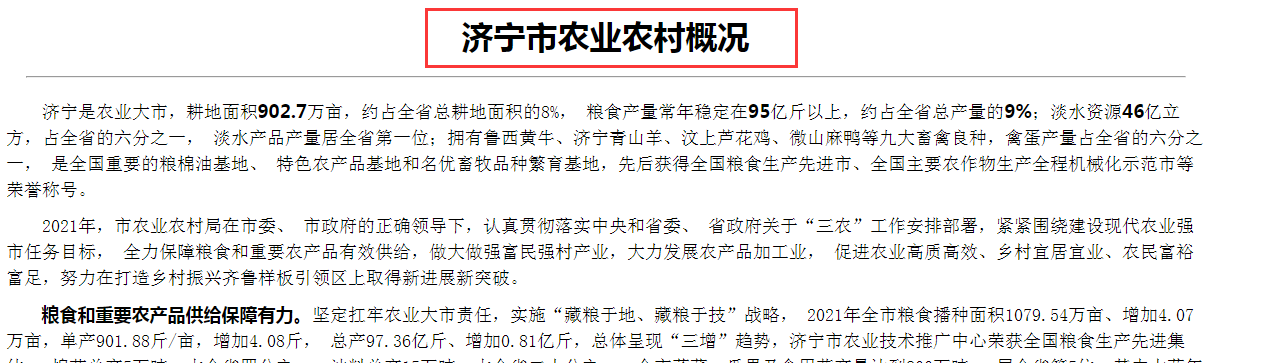 济宁市农业农村概况
济宁是农业大市，耕地面积902.7万亩，约占全省总耕地面积的8%， 粮食产量常年稳定在95亿斤以上，约占全省总产量的9%；淡水资源46亿立
方，占全省的六分之一， 淡水产品产量居全省第一位；拥有鲁西黄牛、济宁青山羊、汶上芦花鸡、微山麻鸭等九大畜禽良种，禽蛋产量占全省的六分之
一， 是全国重要的粮棉油基地、 特色农产品基地和名优畜牧品种繁育基地，先后获得全国粮食生产先进市、全国主要农作物生产全程机械化示范市等
荣誉称号。
2021年，市农业农村局在市委、 市政府的正确领导下，认真贯彻落实中央和省委、 省政府关于“三农”工作安排部署，紧紧围绕建设现代农业强
市任务目标， 全力保障粮食和重要农产品有效供给，做大做强富民强村产业，大力发展农产品加工业， 促进农业高质高效、乡村宜居宜业、农民富裕
富足，努力在打造乡村振兴齐鲁样板引领区上取得新进展新突破。
粮食和重要农产品供给保障有力。坚定扛牢农业大市责任，实施“藏粮于地、藏粮于技”战略， 2021年全市粮食播种面积1079.54万亩、增加4.07
万亩，单产901.88斤/亩，增加4.08斤， 总产97.36亿斤、增加0.81亿斤，总体呈现“三增”趋势，济宁市农业技术推广中心荣获全国粮食生产先进集